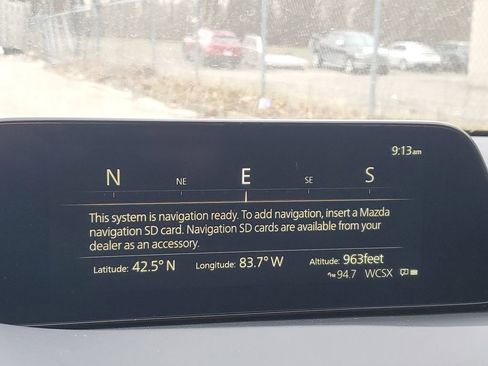 9:13am
N NE E SE S
This system is navigation ready. To add navigation, insert a Mazda
navigation SD card. Navigation SD cards are available from your
dealer as an accessory.
Latitude: 42.5° N Longitude: 83.7° W Altitude: 963feet
94.7 WCSX